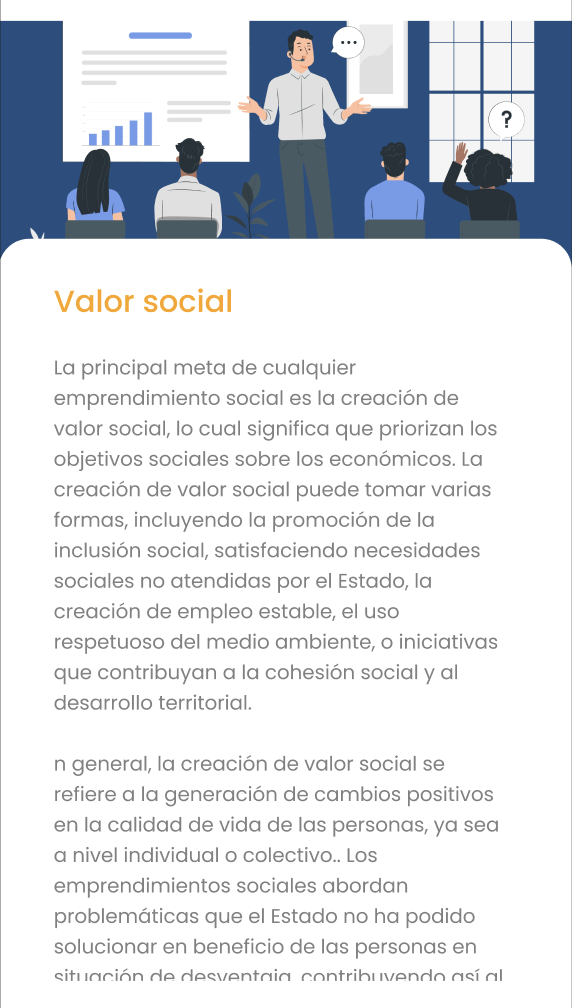 ?
Valor social
La principal meta de cualquier
emprendimiento social es la creación de
valor social, lo cual significa que priorizan los
objetivos sociales sobre los económicos. La
creación de valor social puede tomar varias
formas, incluyendo la promoción de la
inclusión social, satisfaciendo necesidades
sociales no atendidas por el Estado, la
creación de empleo estable, el uso
respetuoso del medio ambiente, o iniciativas
que contribuyan a la cohesión social y al
desarrollo territorial.
n general, la creación de valor social se
refiere a la generación de cambios positivos
en la calidad de vida de las personas, ya sea
a nivel individual o colectivo.. Los
emprendimientos sociales abordan
problemáticas que el Estado no ha podido
solucionar en beneficio de las personas en
situación de desventaja, contribuyendo así al